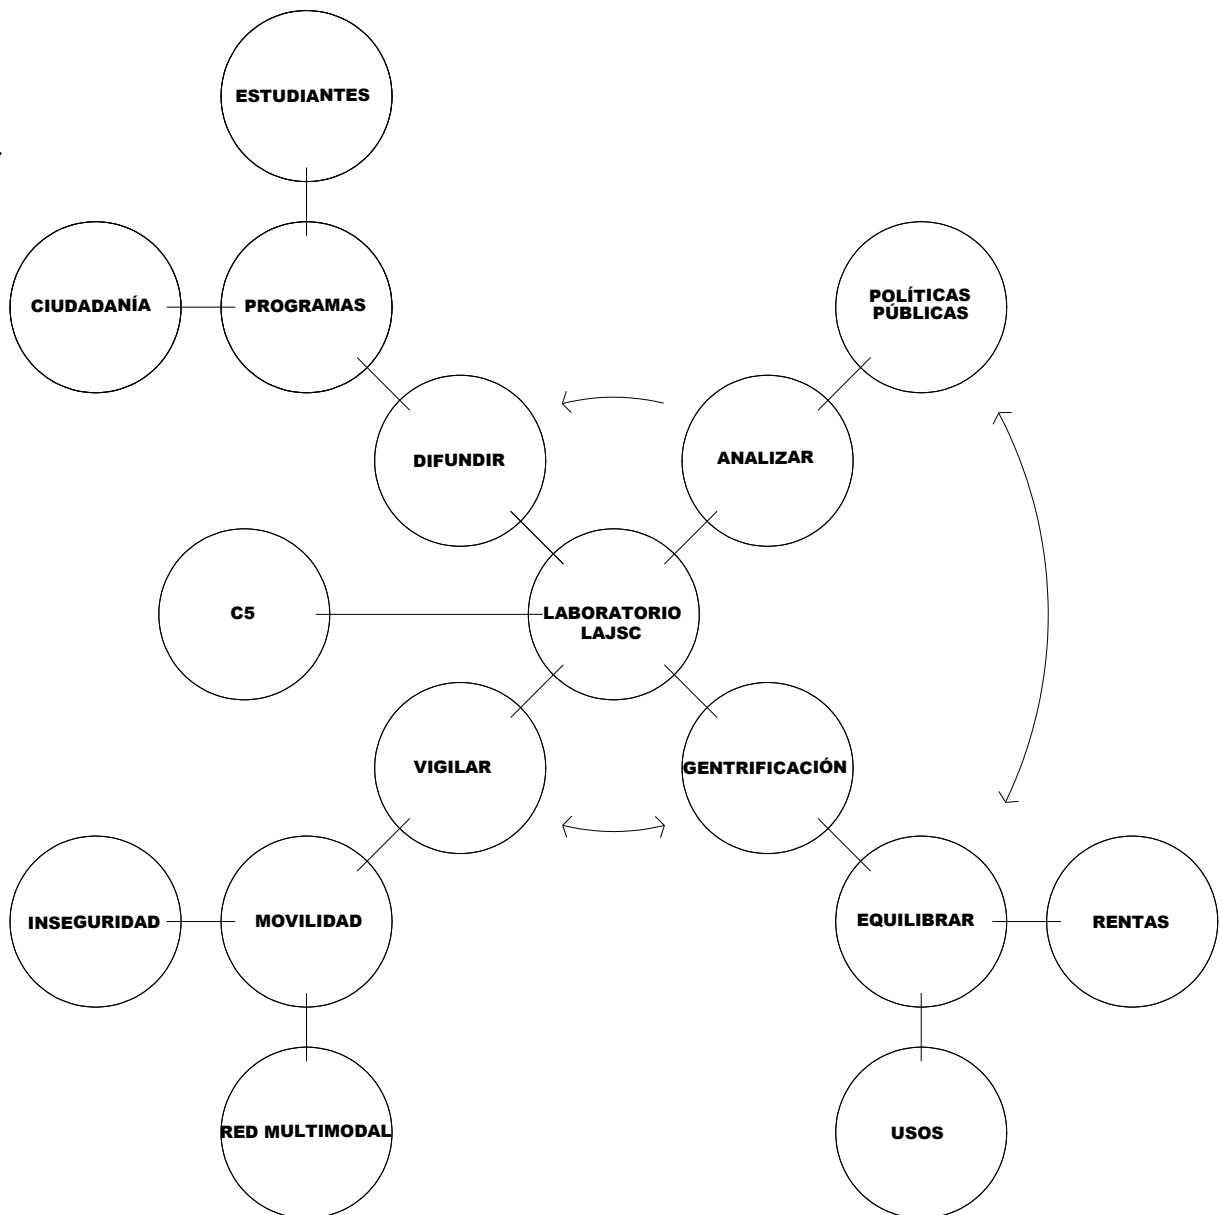 ESTUDIANTES
CIUDADANÍA
PROGRAMAS
POLÍTICAS
PÚBLICAS
DIFUNDIR
ANALIZAR
C5
LABORATORIO
LAJSC
VIGILAR
GENTRIFICACIÓN
INSEGURIDAD
MOVILIDAD
EQUILIBRAR
RENTAS
RED MULTIMODAL
USOS